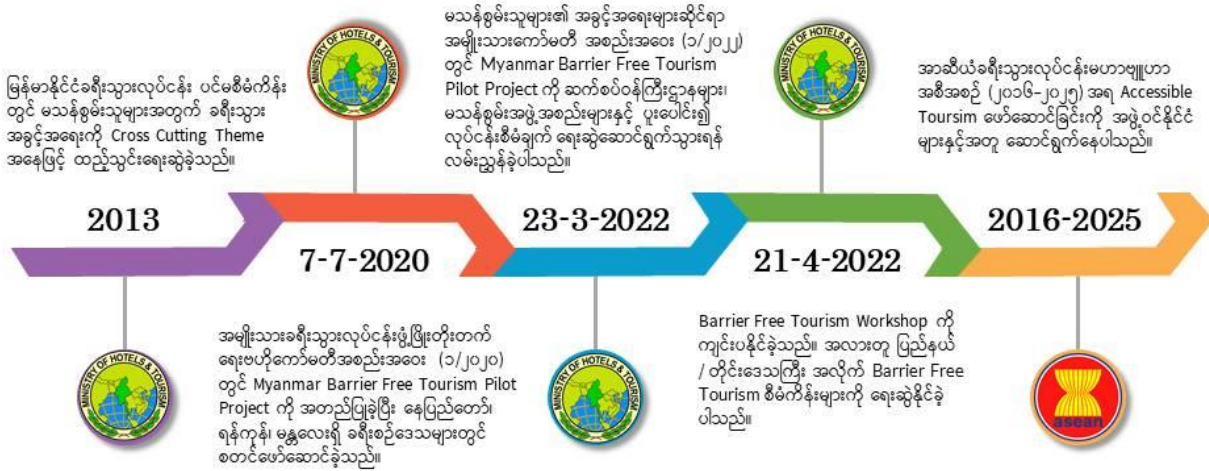 မြန်မာနိုင်ငံခရီးသွားလုပ်ငန်း ပင်မစီမံကိန်း
တွင် မသန်စွမ်းသူများအတွက် ခရီးသွား
အခွင့်အရေးကို Cross Cutting Theme
အနေဖြင့် ထည့်သွင်းရေးဆွဲခဲ့သည်။
2013
MINISTRY OF HOTELS & TOURISM
MINISTRY OF HOTELS & TOURISM
7-7-2020
အမျိုးသားခရီးသွားလုပ်ငန်းဖွံ့ဖြိုးတိုးတက်
ရေးဗဟိုကော်မတီအစည်းအဝေး (၁/၂၀၂၀)
တွင် Myanmar Barrier Free Tourism Pilot
Project ကို အတည်ပြုခဲ့ပြီး နေပြည်တော်၊
ရန်ကုန်၊ မန္တလေးရှိ ခရီးစဉ်ဒေသများတွင်
စတင်ဖော်ဆောင်ခဲ့သည်။
မသန်စွမ်းသူများ၏ အခွင့်အရေးများဆိုင်ရာ
အမျိုးသားကော်မတီ အစည်းအဝေး (၁/၂၀၂၂)
တွင် Myanmar Barrier Free Tourism
Pilot Project ကို ဆက်စပ်ဝန်ကြီးဌာနများ၊
မသန်စွမ်းအဖွဲ့အစည်းများနှင့် ပူးပေါင်း၍
လုပ်ငန်းစီမံချက် ရေးဆွဲဆောင်ရွက်သွားရန်
လမ်းညွှန်ခဲ့ပါသည်။
23-3-2022
MINISTRY OF HOTELS & TOURISM
MINISTRY OF HOTELS & TOURISM
21-4-2022
Barrier Free Tourism Workshop ကို
ကျင်းပနိုင်ခဲ့သည်။ အလားတူ ပြည်နယ်
/ တိုင်းဒေသကြီး အလိုက် Barrier Free
Tourism စီမံကိန်းများကို ရေးဆွဲနိုင်ခဲ့
ပါသည်။
အာဆီယံခရီးသွားလုပ်ငန်းမဟာဗျူဟာ
အစီအစဉ် (၂၀၁၆-၂၀၂၅) အရ Accessible
Toursim ဖော်ဆောင်ခြင်းကို အဖွဲ့ဝင်နိုင်ငံ
များနှင့်အတူ ဆောင်ရွက်နေပါသည်။
2016-2025
asean